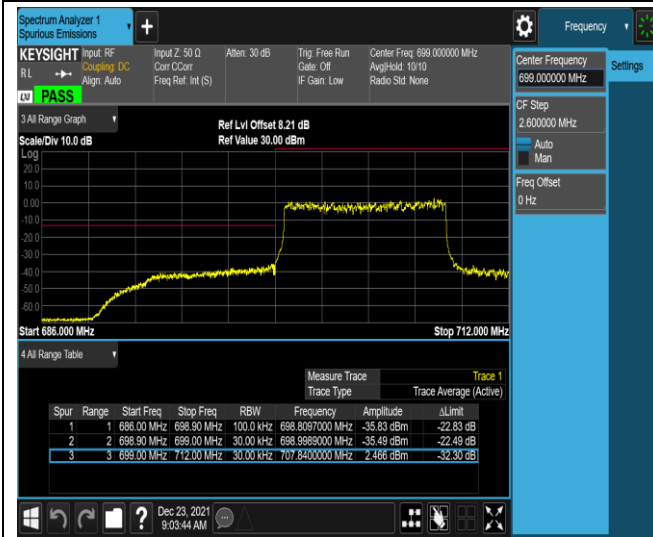 Spectrum Analyzer 1
Spurious Emissions
Frequency
KEYSIGHT
RL
Input: RF
Coupling: DC
Align: Auto
Input Z: 50 Ω
Corr CCorr
Freq Ref: Int (S)
Atten: 30 dB
Trig: Free Run
Gate: Off
IF Gain: Low
Center Freq: 699.000000 MHz
Avg|Hold: 10/10
Radio Std: None
LXI PASS
Center Frequency
699.000000 MHz
Settings
CF Step
2.600000 MHz
Auto
Man
Freq Offset
0 Hz
3 All Range Graph
Scale/Div 10.0 dB
Ref Lvl Offset 8.21 dB
Ref Value 30.00 dBm
Log
20.0
10.0
0.00
-10.0
-20.0
-30.0
-40.0
-50.0
-60.0
Start 686.000 MHz
Stop 712.000 MHz
4 All Range Table
Measure Trace Trace 1
Trace Type Trace Average (Active)
Spur Range Start Freq Stop Freq RBW Frequency Amplitude ΔLimit
1 1 686.00 MHz 698.90 MHz 100.0 kHz 698.8097000 MHz -35.83 dBm -22.83 dB
2 2 698.90 MHz 699.00 MHz 30.00 kHz 698.9989000 MHz -35.49 dBm -22.49 dB
3 3 699.00 MHz 712.00 MHz 30.00 kHz 707.8400000 MHz 2.466 dBm -32.30 dB
Dec 23, 2021
9:03:44 AM